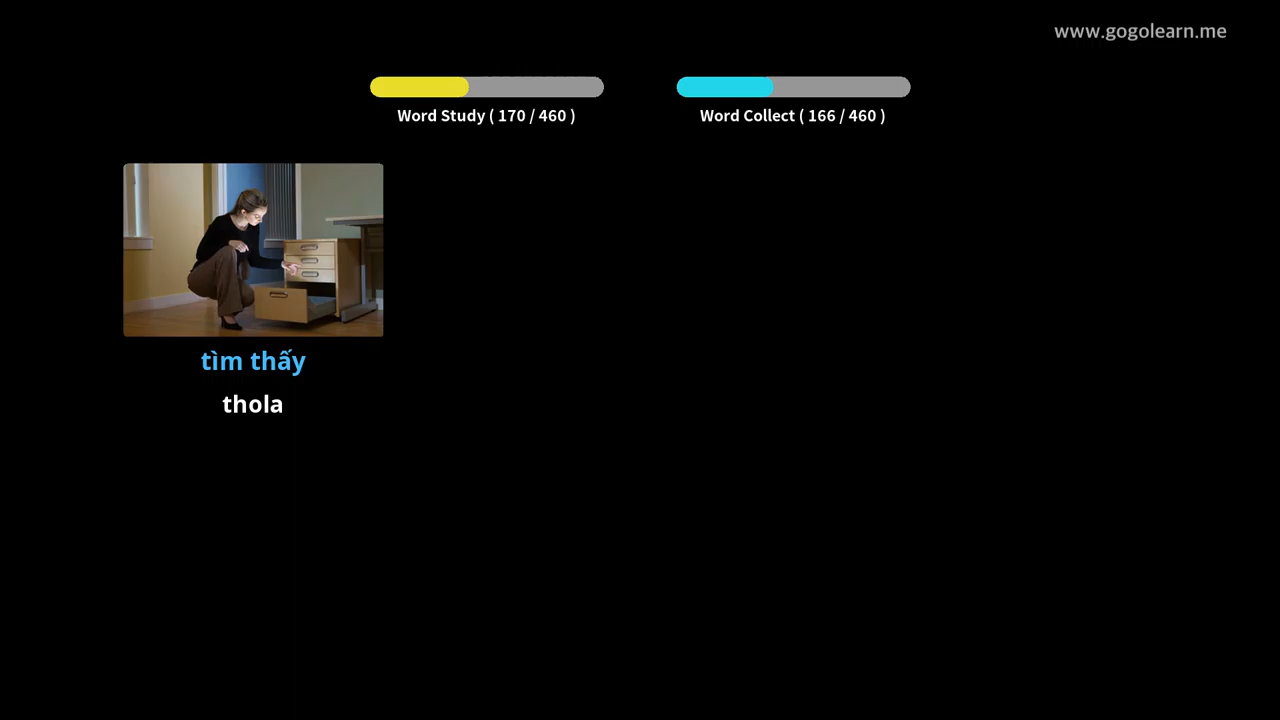 www.gogolearn.me
Word Study ( 170 / 460 )
Word Collect ( 166 / 460 )
tìm thấy
thola